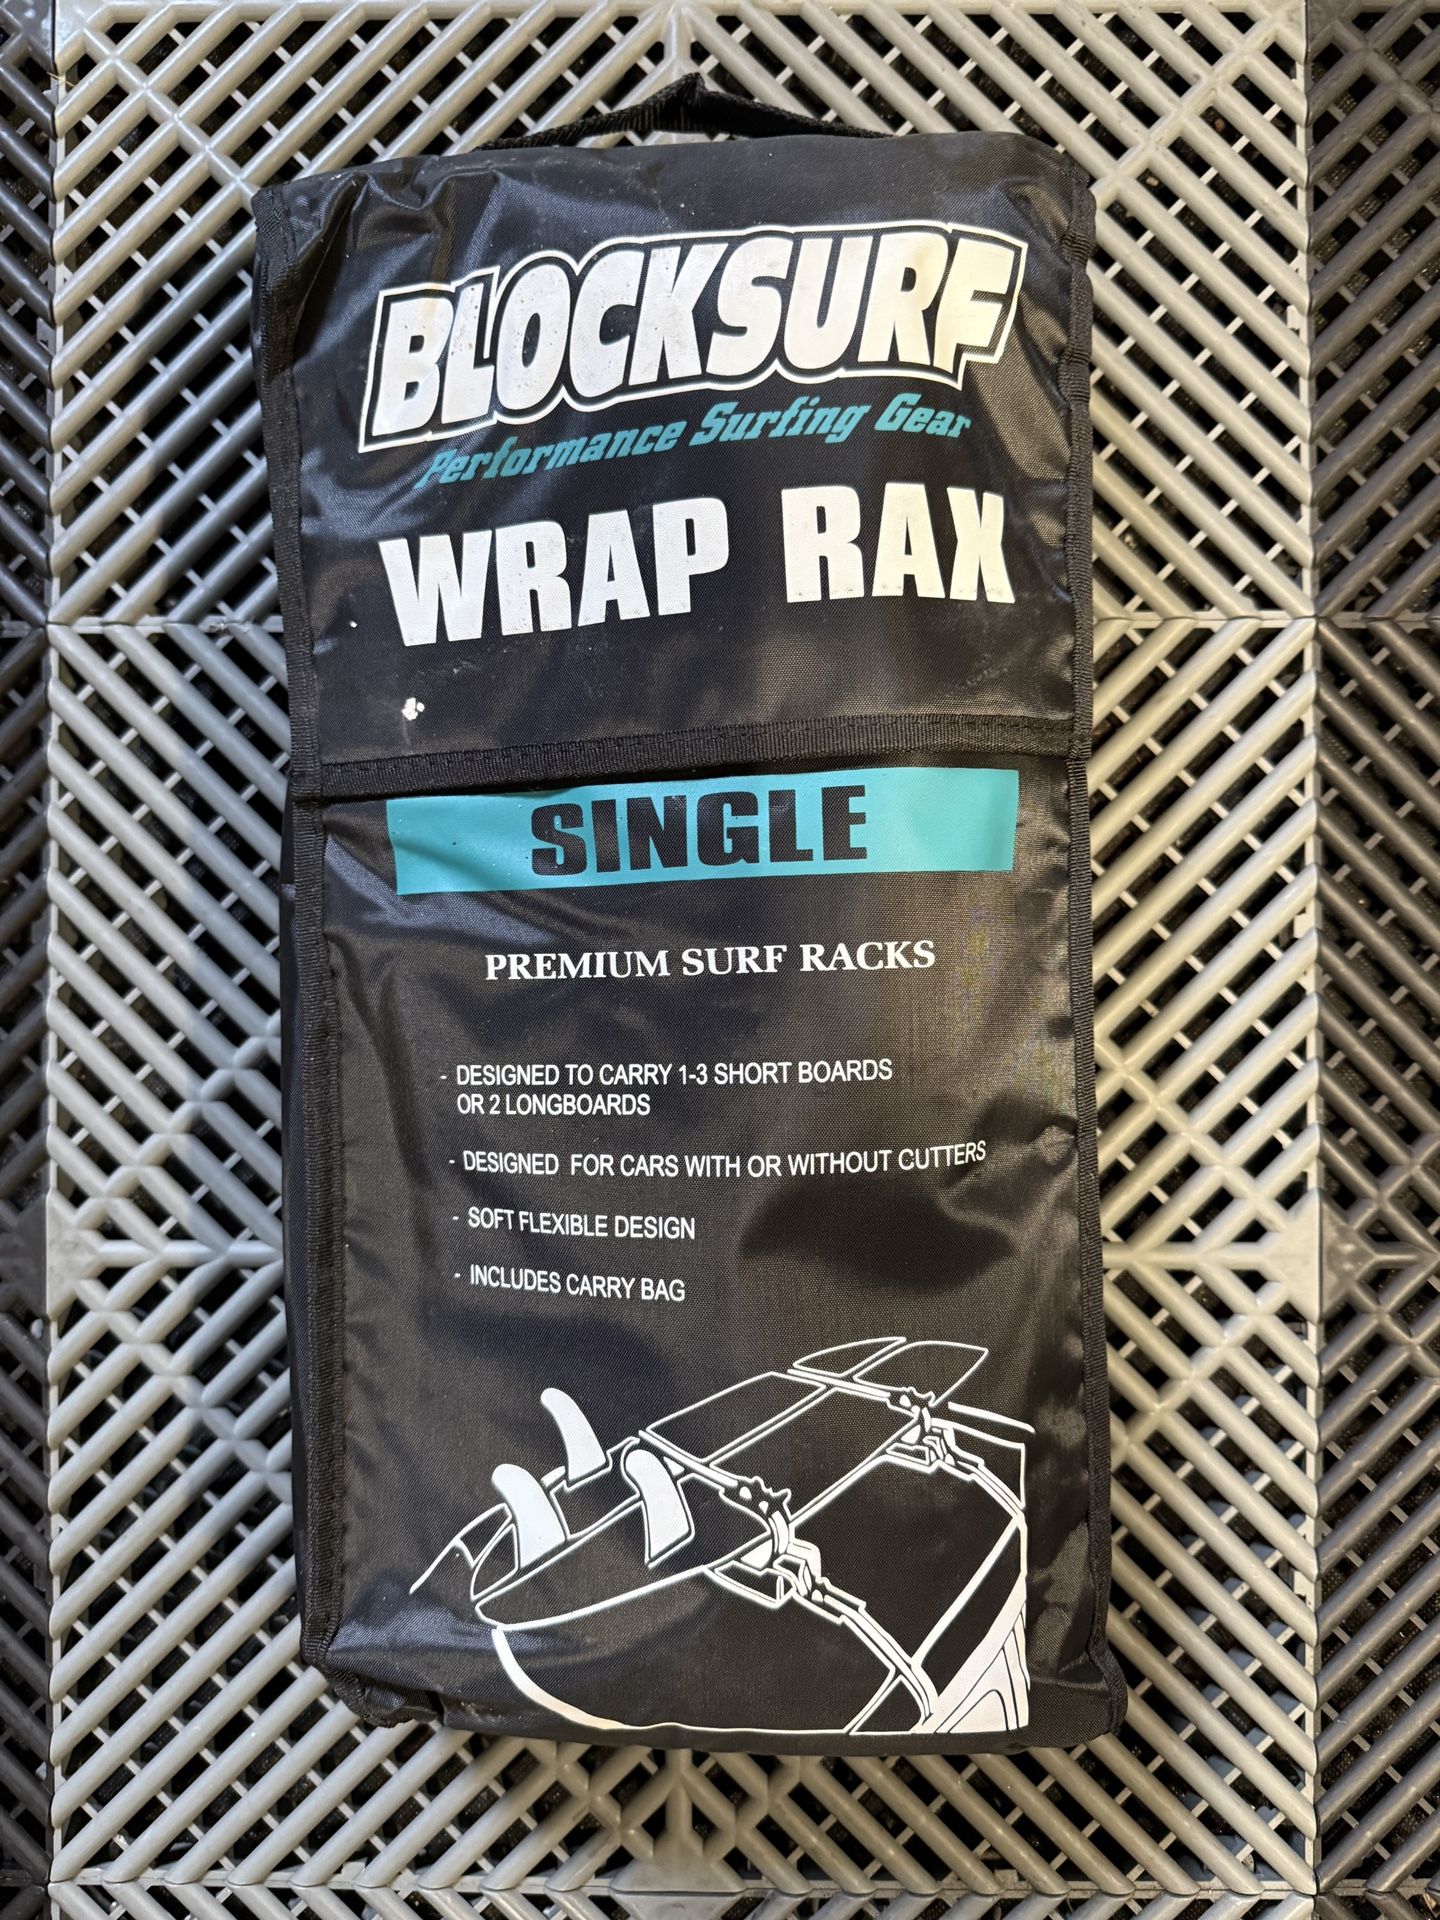 BLOCKSURF
Performance Surfing Gear
WRAP RAX
SINGLE
PREMIUM SURF RACKS
- DESIGNED TO CARRY 1-3 SHORT BOARDS
OR 2 LONGBOARDS
- DESIGNED FOR CARS WITH OR WITHOUT CUTTERS
- SOFT FLEXIBLE DESIGN
- INCLUDES CARRY BAG